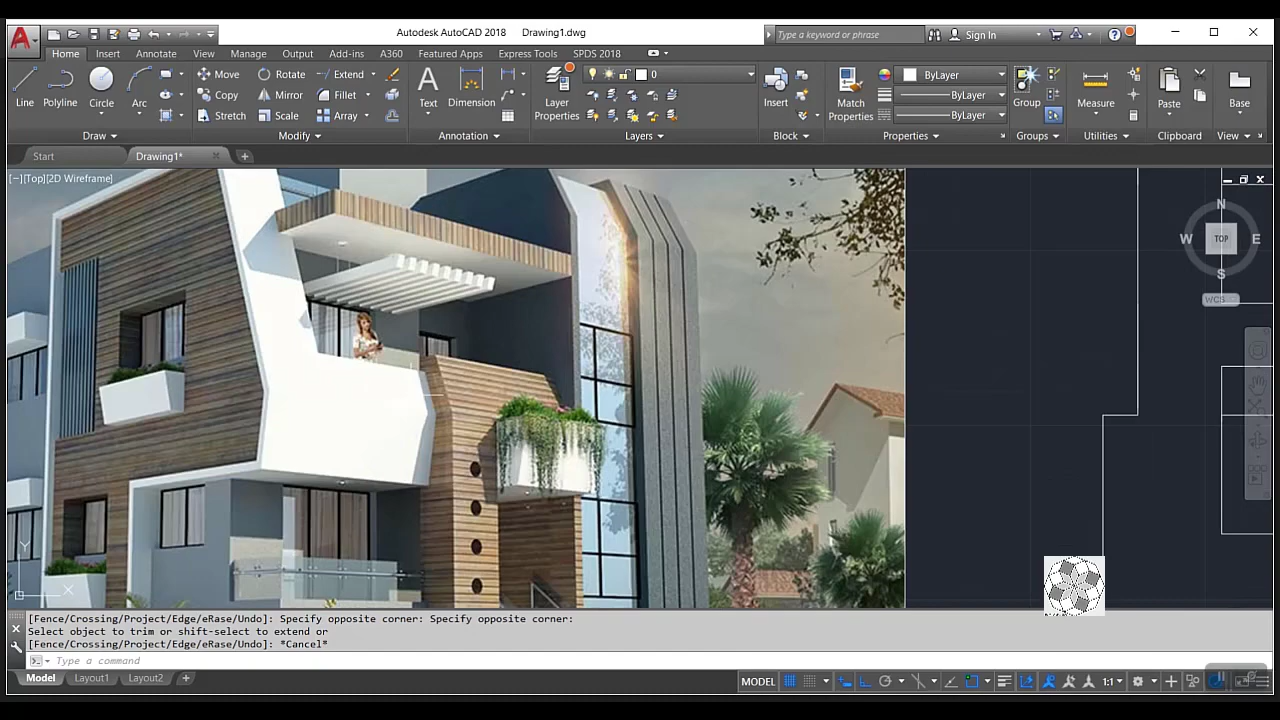 Autodesk AutoCAD 2018 Drawing1.dwg
Type a keyword or phrase
Sign In
Home Insert Annotate View Manage Output Add-ins A360 Featured Apps Express Tools SPDS 2018
Line Polyline Circle Arc
Move Rotate Extend
Copy Mirror Fillet
Stretch Scale Array
Text Dimension
Layer Properties
0
Insert
Match Properties
ByLayer
ByLayer
ByLayer
Group
Measure
Paste
Base
Draw Modify Annotation Layers Block Properties Groups Utilities Clipboard View
Start Drawing1*
[−][Top][2D Wireframe]
N
W TOP E
S
WCS
Y
X
[Fence/Crossing/Project/Edge/eRase/Undo]: Specify opposite corner: Specify opposite corner:
Select object to trim or shift-select to extend or
[Fence/Crossing/Project/Edge/eRase/Undo]: *Cancel*
Type a command
Model Layout1 Layout2
MODEL 1:1